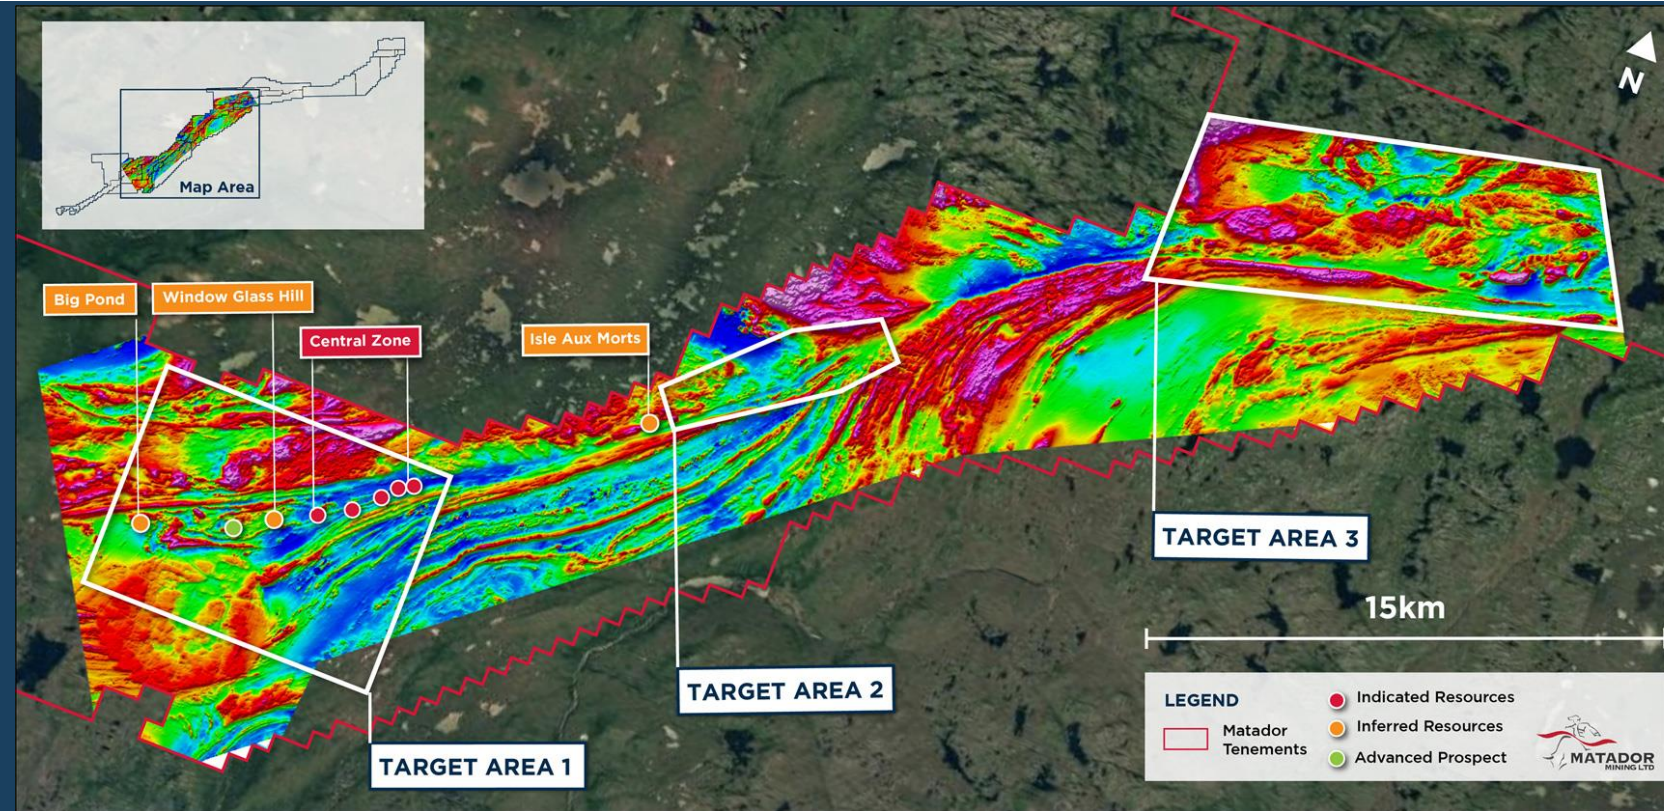 N
Map Area
Big Pond
Window Glass Hill
Central Zone
Isle Aux Morts
TARGET AREA 3
15km
TARGET AREA 2
TARGET AREA 1
LEGEND
Matador
Tenements
Indicated Resources
Inferred Resources
Advanced Prospect
MATADOR
MINING LTD